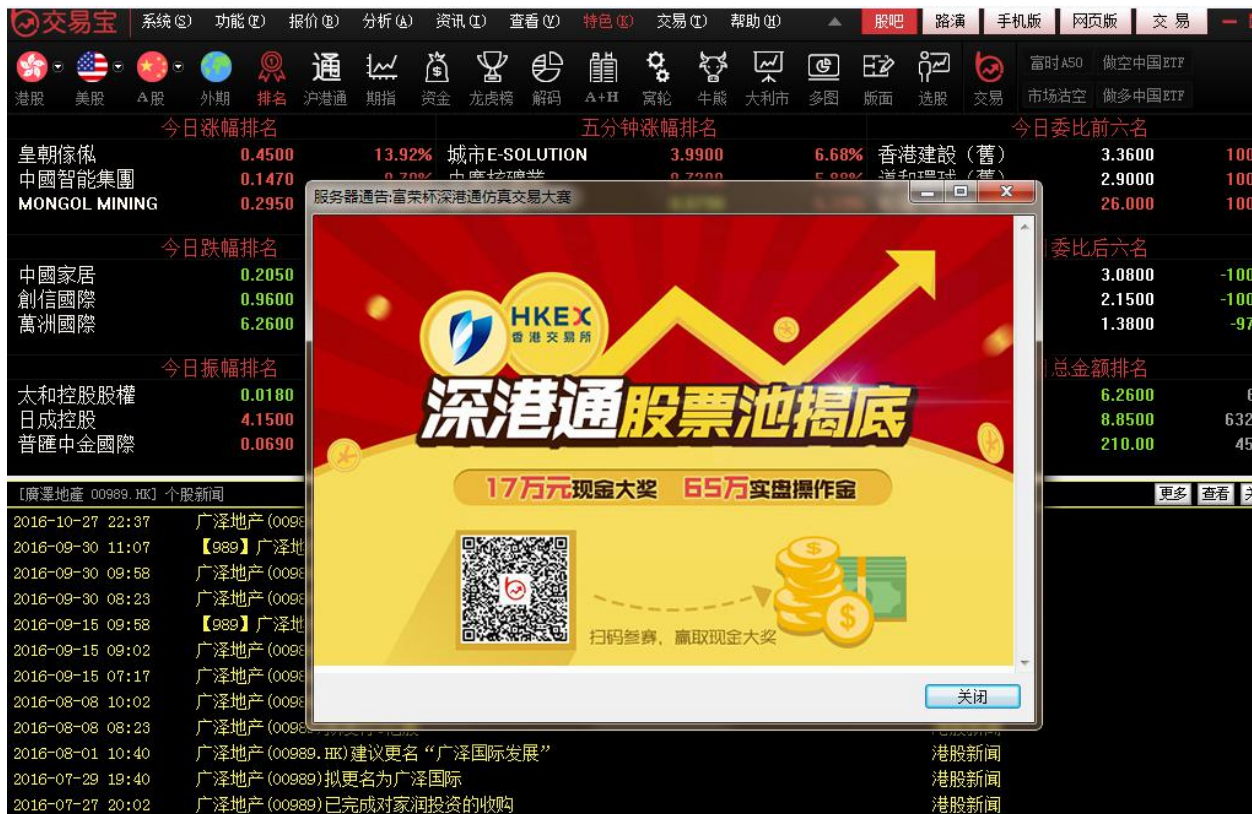 交易宝 系统(S) 功能(F) 报价(B) 分析(A) 资讯(I) 查看(V) 特色(K) 交易(T) 帮助(H) 股吧 路演 手机版 网页版 交易
港股 美股 A股 外期 排名 沪港通 期指 资金 龙虎榜 解码 A+H 窝轮 牛熊 大利市 多图 版面 选股 交易
通
富时A50 做空中国ETF
市场沽空 做多中国ETF
今日涨幅排名 五分钟涨幅排名 今日委比前六名
皇朝傢俬 0.4500 13.92% 城市E-SOLUTION 3.9900 6.68% 香港建設（舊） 3.3600 100
中國智能集團 0.1470 2.9000 100
MONGOL MINING 0.2950 26.000 100
服务器通告:富荣杯深港通仿真交易大赛
今日跌幅排名 委比后六名
中國家居 0.2050 3.0800 -100
創信國際 0.9600 2.1500 -100
萬洲國際 6.2600 1.3800 -97
今日振幅排名 总金额排名
太和控股股權 0.0180 6.2600 6
日成控股 4.1500 8.8500 632
普匯中金國際 0.0690 210.00 45
HKEX
香港交易所
深港通股票池揭底
17万元现金大奖 65万实盘操作金
扫码参赛，赢取现金大奖
关闭
[廣澤地產 00989.HK] 个股新闻 更多 查看
2016-10-27 22:37 广泽地产(0098
2016-09-30 11:07 【989】广泽地
2016-09-30 09:58 广泽地产(0098
2016-09-30 08:23 广泽地产(0098
2016-09-15 09:58 【989】广泽地
2016-09-15 09:02 广泽地产(0098
2016-09-15 07:17 广泽地产(0098
2016-08-08 10:02 广泽地产(0098
2016-08-08 08:23 广泽地产(0098
2016-08-01 10:40 广泽地产(00989.HK)建议更名“广泽国际发展” 港股新闻
2016-07-29 19:40 广泽地产(00989)拟更名为广泽国际 港股新闻
2016-07-27 20:02 广泽地产(00989)已完成对家润投资的收购 港股新闻